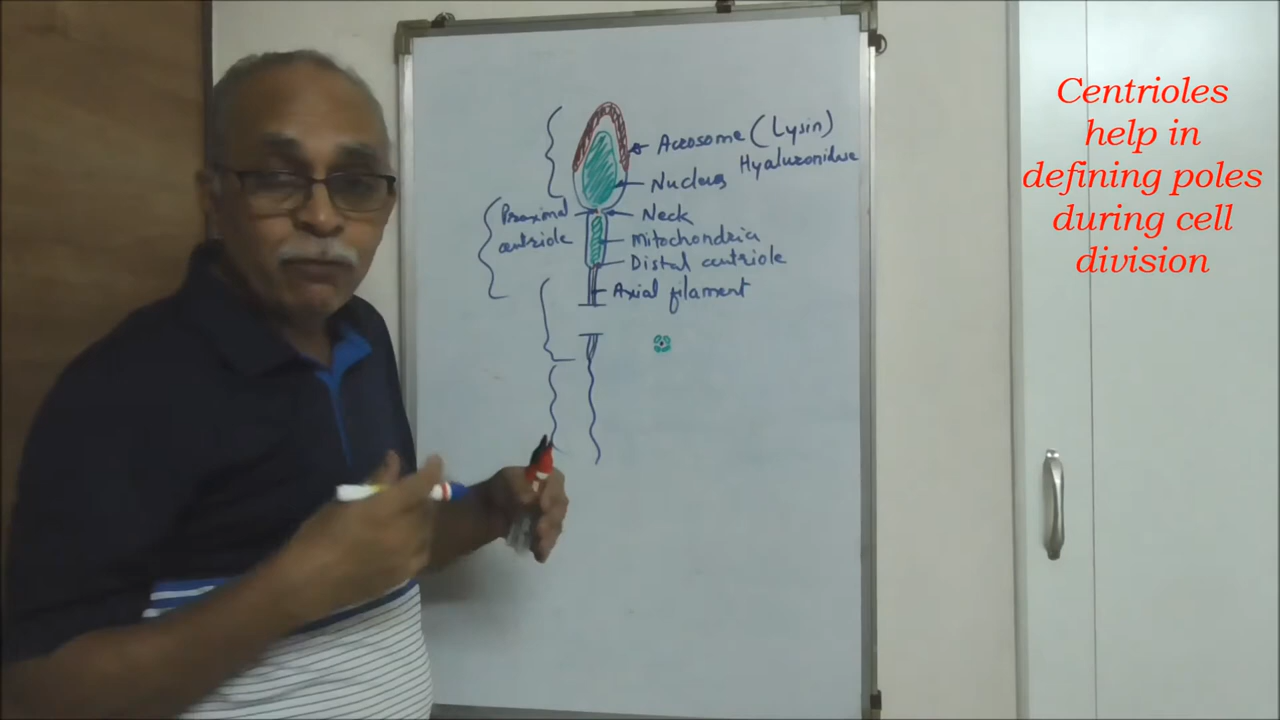 Acrosome (Lysin)
Hyaluronidase
Nucleus
Proximal
centriole
Neck
Mitochondria
Distal centriole
Axial filament
Centrioles
help in
defining poles
during cell
division